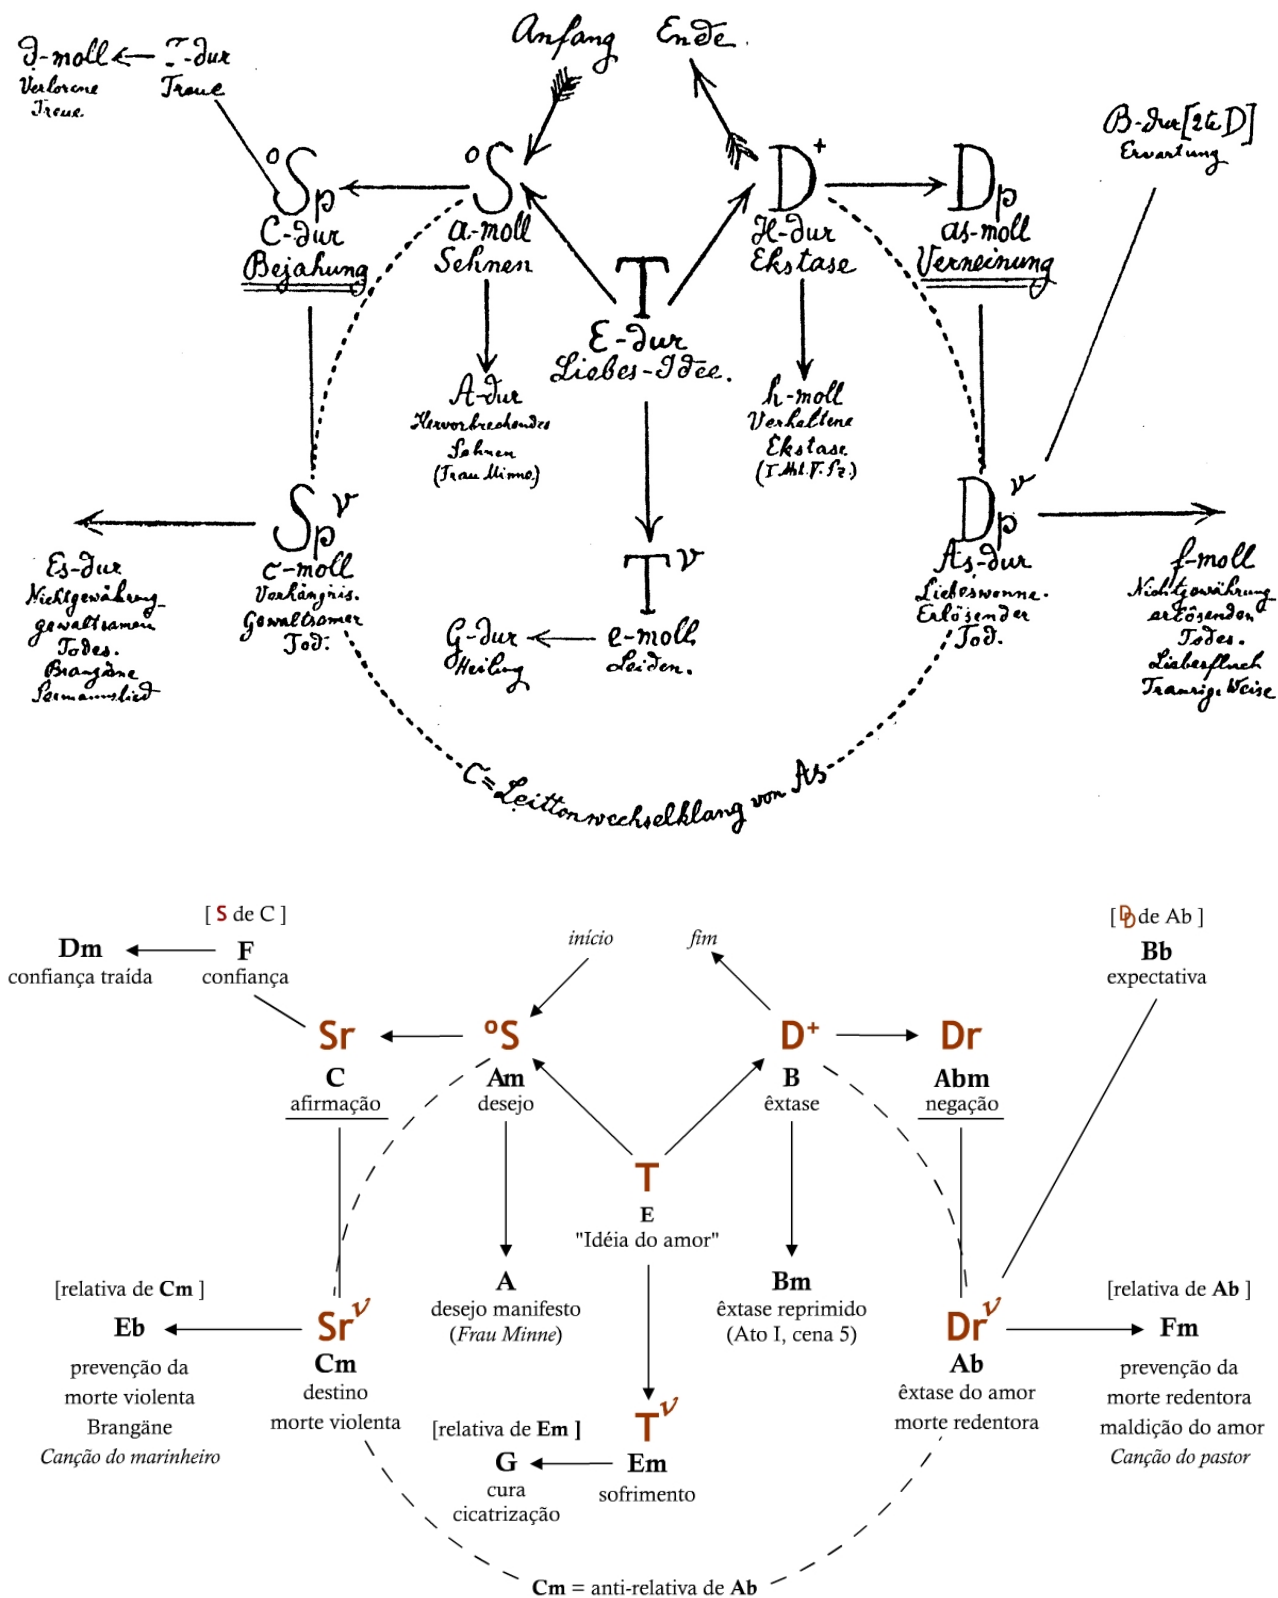 Anfang Ende.
d-moll F-dur
Verlorene Treue.
Treue
B-dur [2te D]
Erwartung
°Sp °S D+ Dp
C-dur a-moll H-dur as-moll
Bejahung Sehnen Ekstase Verneinung
T
E-dur
Liebes-Idee.
A-dur
Hervorbrechendes
Sehnen
(Frau Minne)
h-moll
Verhaltene
Ekstase
(I. Akt. V. Sz.)
Spv
c-moll
Verhängnis.
Gewaltsamer
Tod.
Dpv
As-dur
Liebeswonne.
Erlösender
Tod.
Es-dur
Nichtgewährung
gewaltsamen
Todes.
Brangäne
Seemannslied
Tv
G-dur e-moll
Heilung Leiden.
f-moll
Nichtgewährung
erlösenden
Todes.
Liebesfluch
Traurige Weise
C = Leittonwechselklang von As
[ S de C ]
Dm F
confiança traída confiança
início fim
[ DD de Ab ]
Bb
expectativa
Sr °S D+ Dr
C Am B Abm
afirmação desejo êxtase negação
T
E
"Idéia do amor"
A
desejo manifesto
(Frau Minne)
Bm
êxtase reprimido
(Ato I, cena 5)
[relativa de Cm ]
Eb
prevenção da
morte violenta
Brangäne
Canção do marinheiro
Srv
Cm
destino
morte violenta
Drv
Ab
êxtase do amor
morte redentora
[relativa de Ab ]
Fm
prevenção da
morte redentora
maldição do amor
Canção do pastor
[relativa de Em ] Tv
G Em
cura sofrimento
cicatrização
Cm = anti-relativa de Ab